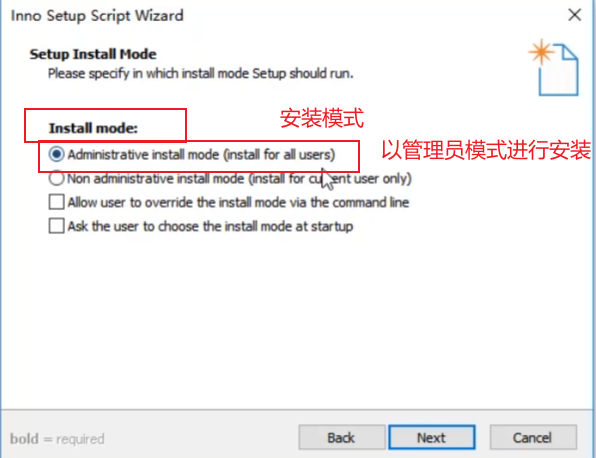 Inno Setup Script Wizard
Setup Install Mode
Please specify in which install mode Setup should run.
Install mode:
安装模式
Administrative install mode (install for all users)
以管理员模式进行安装
Non administrative install mode (install for current user only)
Allow user to override the install mode via the command line
Ask the user to choose the install mode at startup
bold = required
Back
Next
Cancel